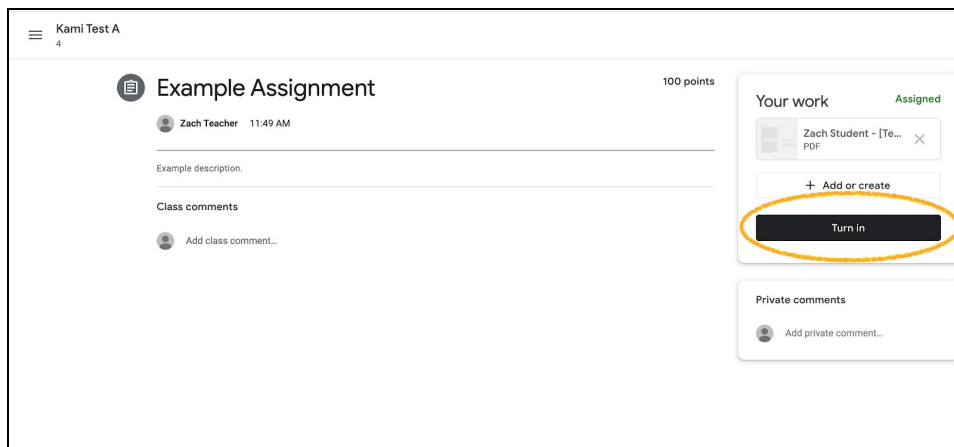 Kami Test A
4
Example Assignment
100 points
Zach Teacher 11:49 AM
Example description.
Class comments
Add class comment...
Your work
Assigned
Zach Student - [Te...
PDF
+ Add or create
Turn in
Private comments
Add private comment...